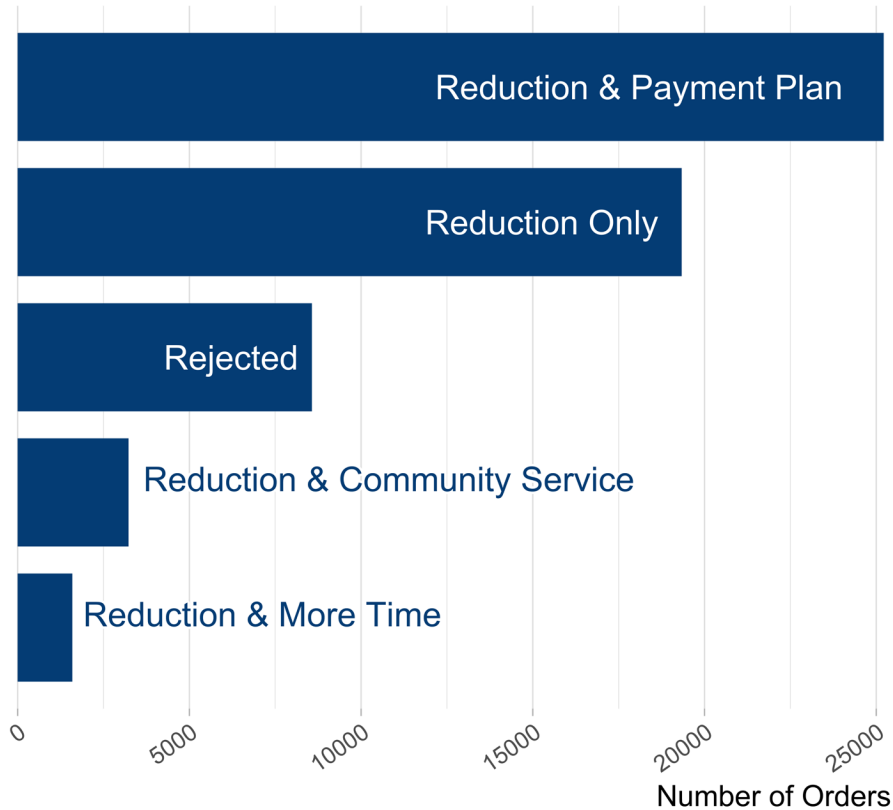 Reduction & Payment Plan
Reduction Only
Rejected
Reduction & Community Service
Reduction & More Time
0
5000
10000
15000
20000
25000
Number of Orders